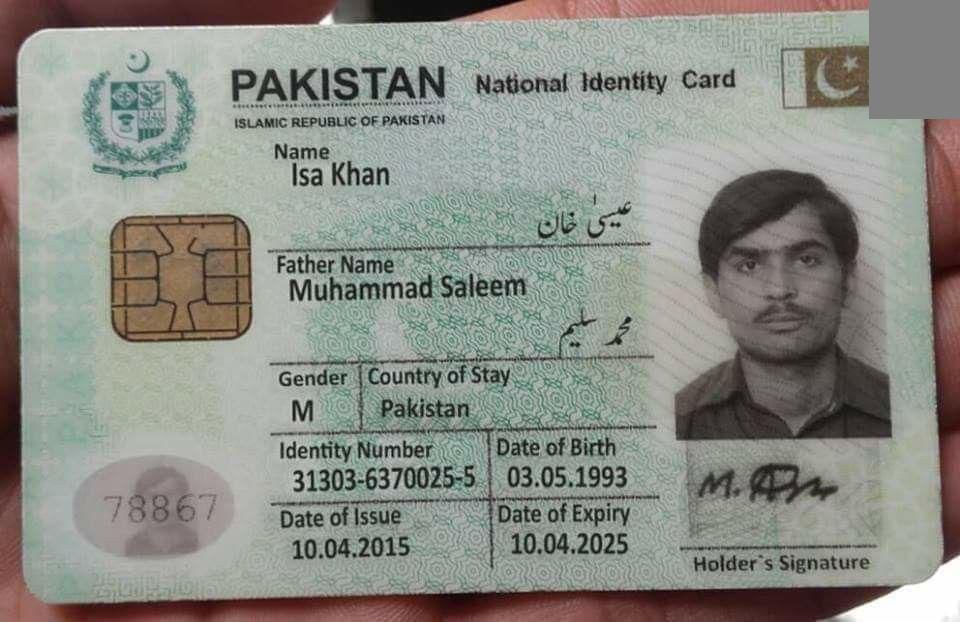 PAKISTAN National Identity Card
ISLAMIC REPUBLIC OF PAKISTAN
Name
Isa Khan
عیسیٰ خان
Father Name
Muhammad Saleem
محمد سلیم
Gender Country of Stay
M Pakistan
Identity Number Date of Birth
31303-6370025-5 03.05.1993
Date of Issue Date of Expiry
10.04.2015 10.04.2025
78867
Holder`s Signature